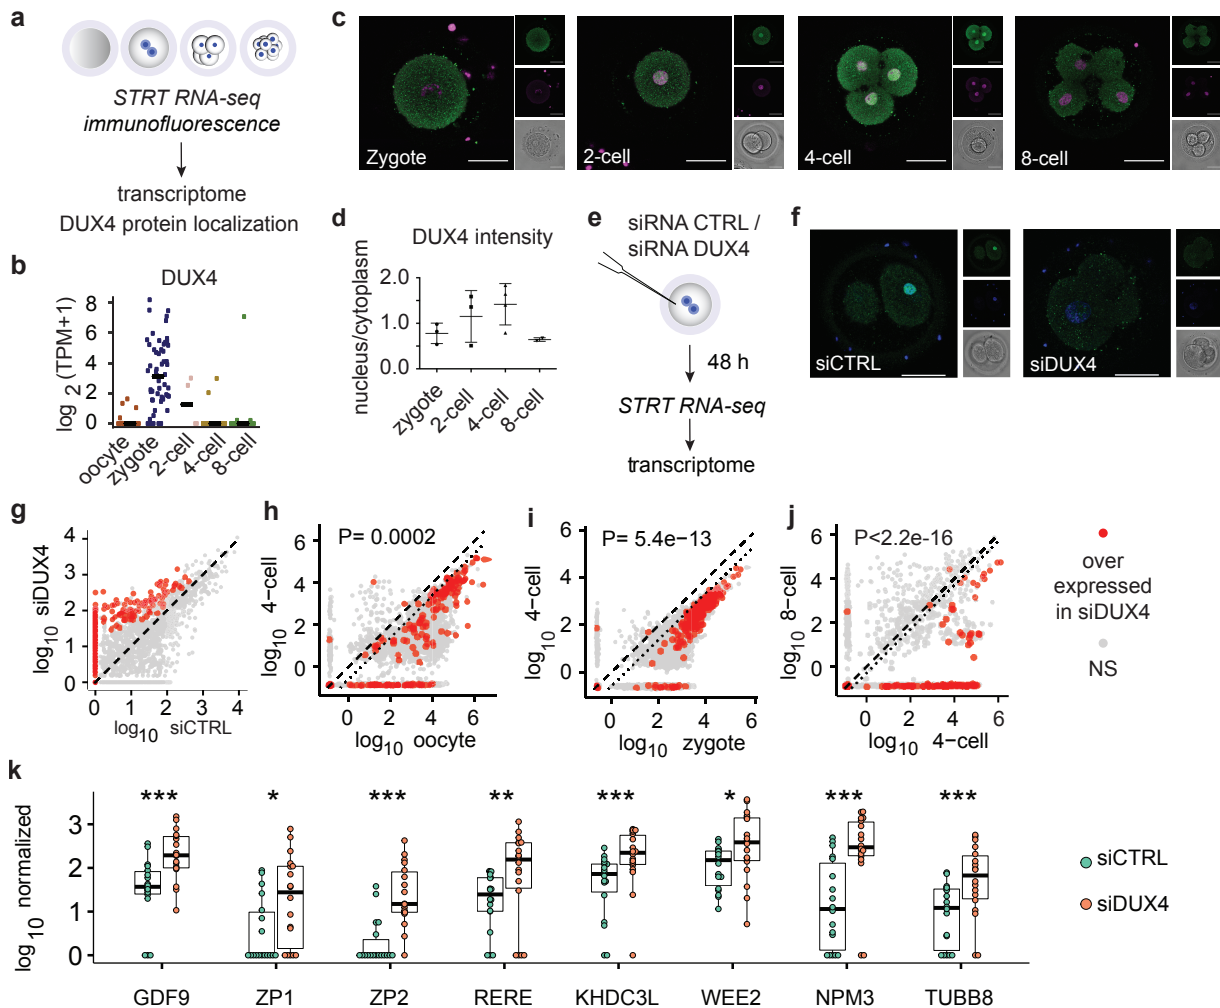 a
STRT RNA-seq
immunofluorescence
transcriptome
DUX4 protein localization
b
DUX4
log 2 (TPM+1)
8
6
4
2
0
oocyte
zygote
2-cell
4-cell
8-cell
c
Zygote
2-cell
4-cell
8-cell
d
DUX4 intensity
nucleus/cytoplasm
2.0
1.0
0.0
zygote
2-cell
4-cell
8-cell
e
siRNA CTRL /
siRNA DUX4
48 h
STRT RNA-seq
transcriptome
f
siCTRL
siDUX4
g
log10 siDUX4
4
3
2
1
0
0 1 2 3 4
log10 siCTRL
h
P= 0.0002
log10 4-cell
6
4
2
0
0 2 4 6
log10 oocyte
i
P= 5.4e−13
log10 4-cell
6
4
2
0
0 2 4 6
log10 zygote
j
P<2.2e-16
log10 8-cell
6
4
2
0
0 2 4 6
log10 4-cell
over
expressed
in siDUX4
NS
k
log10 normalized
3
2
1
0
*** * *** ** *** * *** ***
GDF9 ZP1 ZP2 RERE KHDC3L WEE2 NPM3 TUBB8
siCTRL
siDUX4